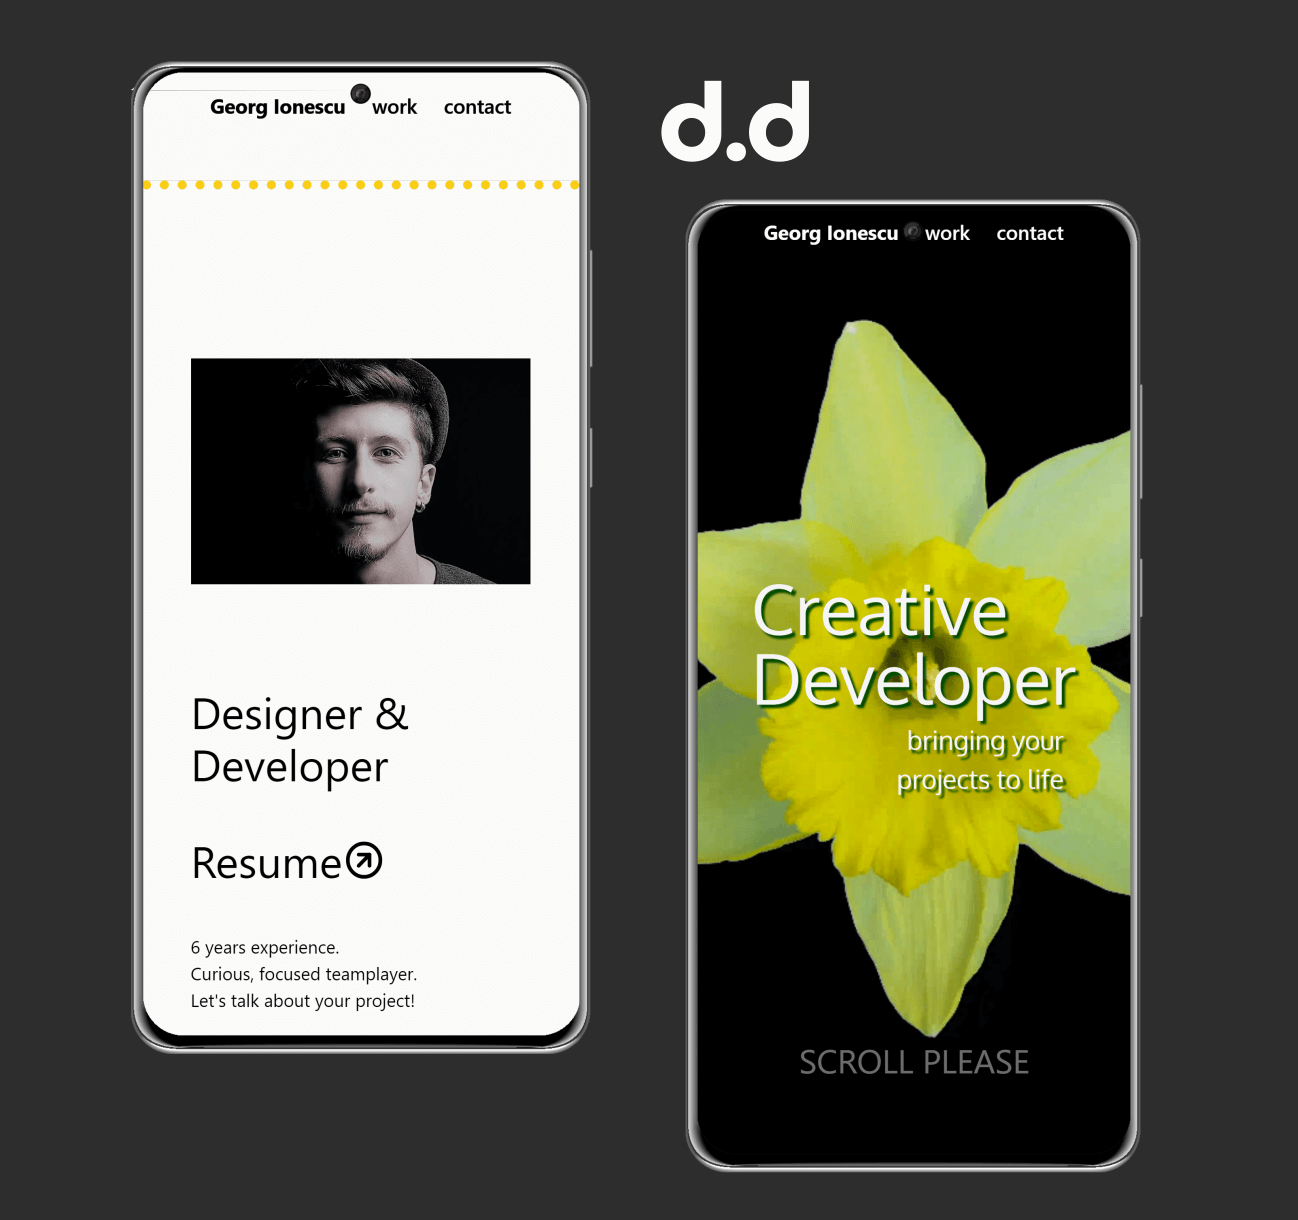 Georg Ionescu work contact
Designer &
Developer
Resume
6 years experience.
Curious, focused teamplayer.
Let's talk about your project!
d.d
Georg Ionescu work contact
Creative
Developer
bringing your
projects to life
SCROLL PLEASE